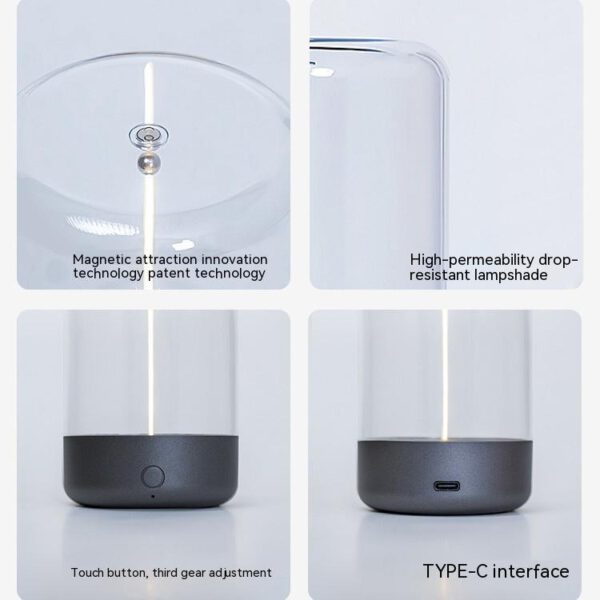 Magnetic attraction innovation
technology patent technology
High-permeability drop-
resistant lampshade
Touch button, third gear adjustment
TYPE-C interface